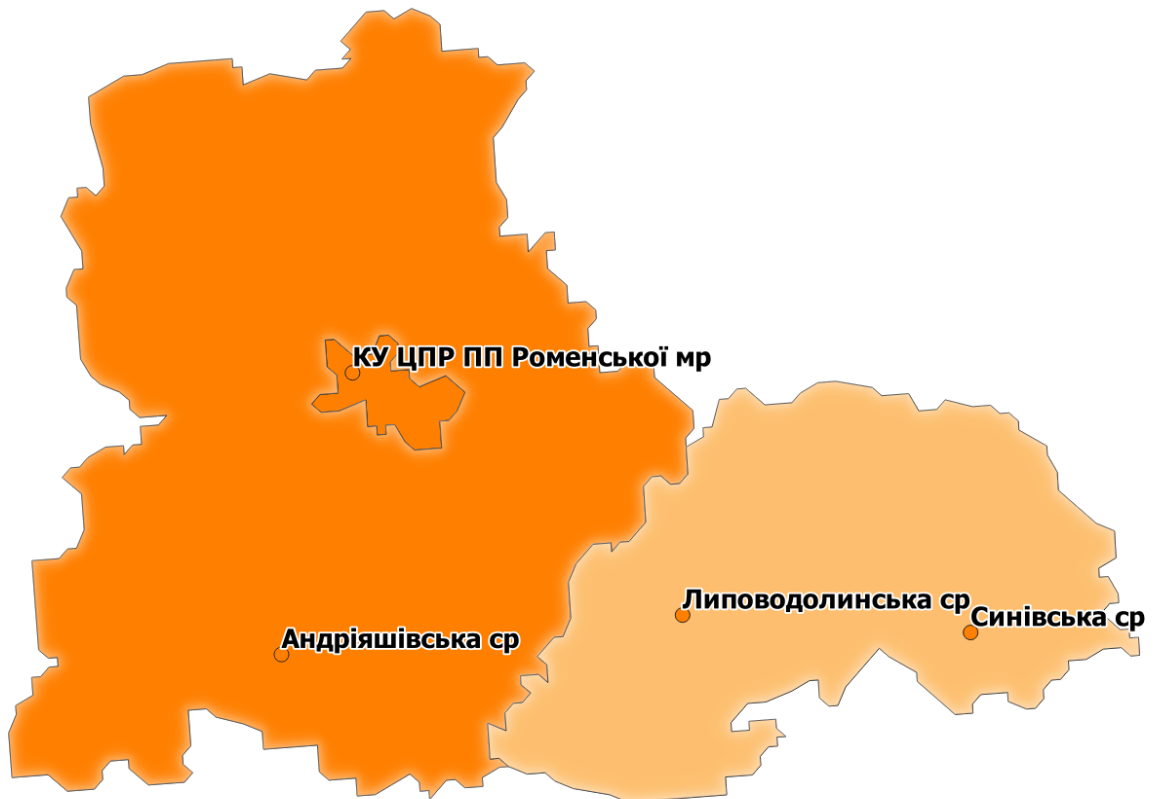 КУ ЦПР ПП Роменської мр
Липоводолинська ср
Синівська ср
Андріяшівська ср